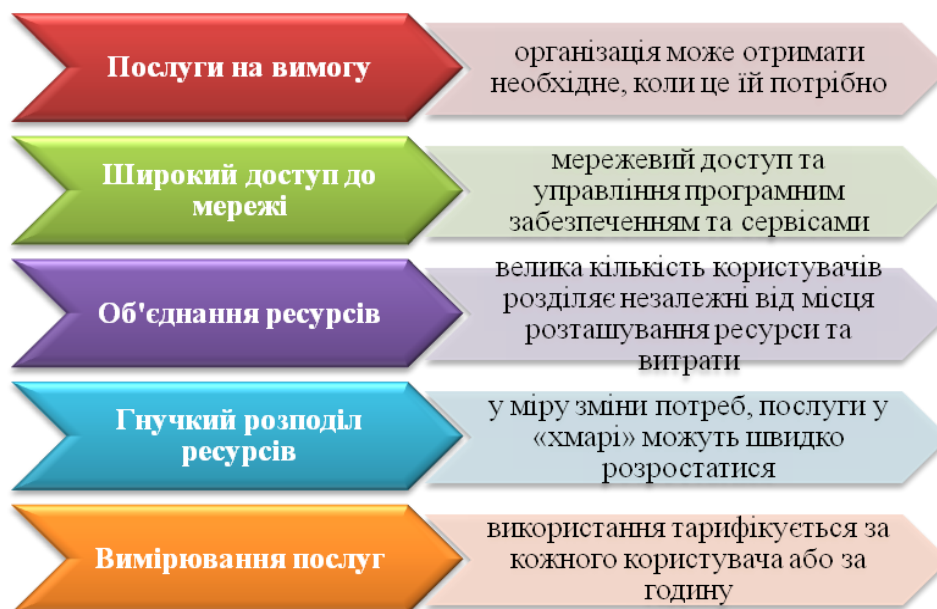 Послуги на вимогу
організація може отримати
необхідне, коли це їй потрібно
Широкий доступ до
мережі
мережевий доступ та
управління програмним
забезпеченням та сервісами
Об'єднання ресурсів
велика кількість користувачів
розділяє незалежні від місця
розташування ресурси та
витрати
Гнучкий розподіл
ресурсів
у міру зміни потреб, послуги у
«хмарі» можуть швидко
розростатися
Вимірювання послуг
використання тарифікується за
кожного користувача або за
годину